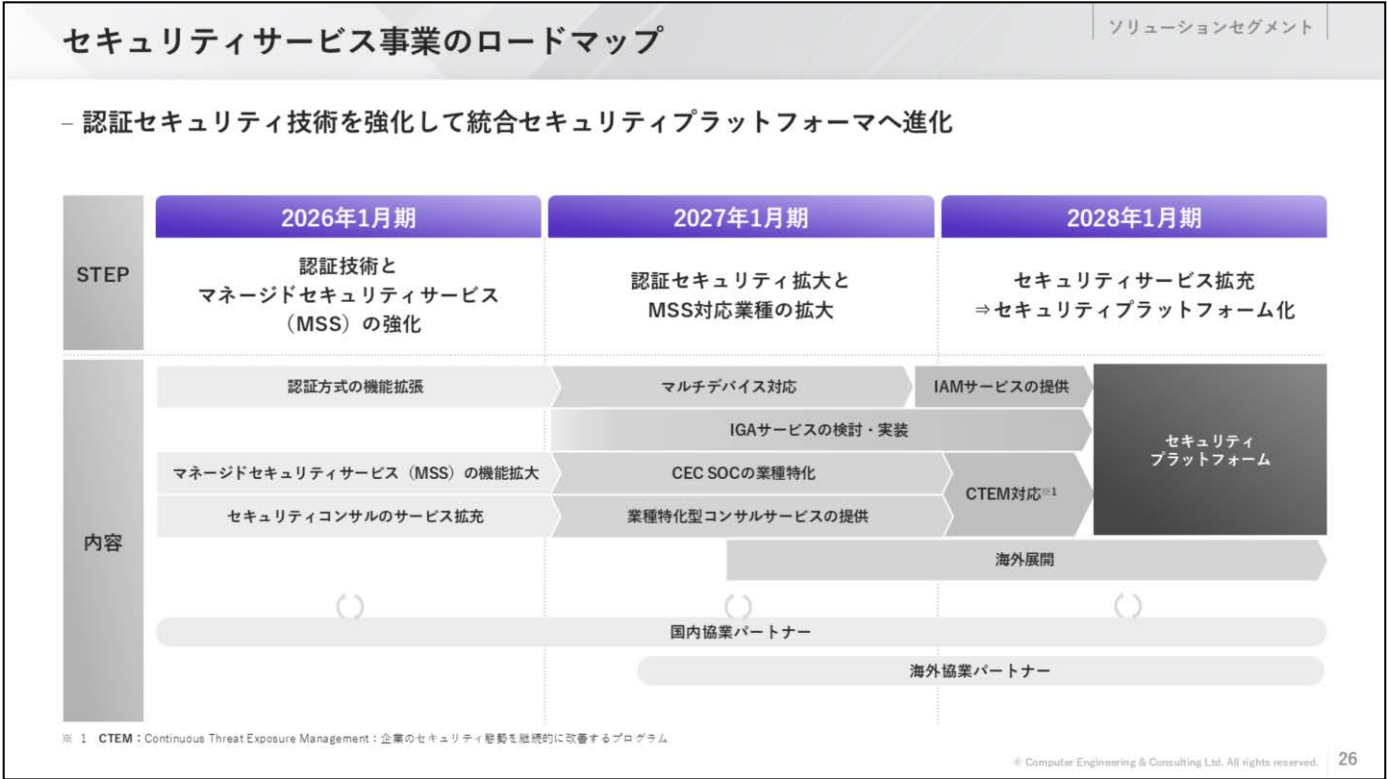 セキュリティサービス事業のロードマップ
ソリューションセグメント
– 認証セキュリティ技術を強化して統合セキュリティプラットフォーマへ進化
STEP
2026年1月期
2027年1月期
2028年1月期
認証技術と
マネージドセキュリティサービス
（MSS）の強化
認証セキュリティ拡大と
MSS対応業種の拡大
セキュリティサービス拡充
⇒セキュリティプラットフォーム化
内容
認証方式の機能拡張
マルチデバイス対応
IAMサービスの提供
IGAサービスの検討・実装
マネージドセキュリティサービス（MSS）の機能拡大
CEC SOCの業種特化
CTEM対応※1
セキュリティコンサルのサービス拡充
業種特化型コンサルサービスの提供
セキュリティ
プラットフォーム
海外展開
国内協業パートナー
海外協業パートナー
※ 1 CTEM：Continuous Threat Exposure Management：企業のセキュリティ態勢を継続的に改善するプログラム
© Computer Engineering & Consulting Ltd. All rights reserved.
26